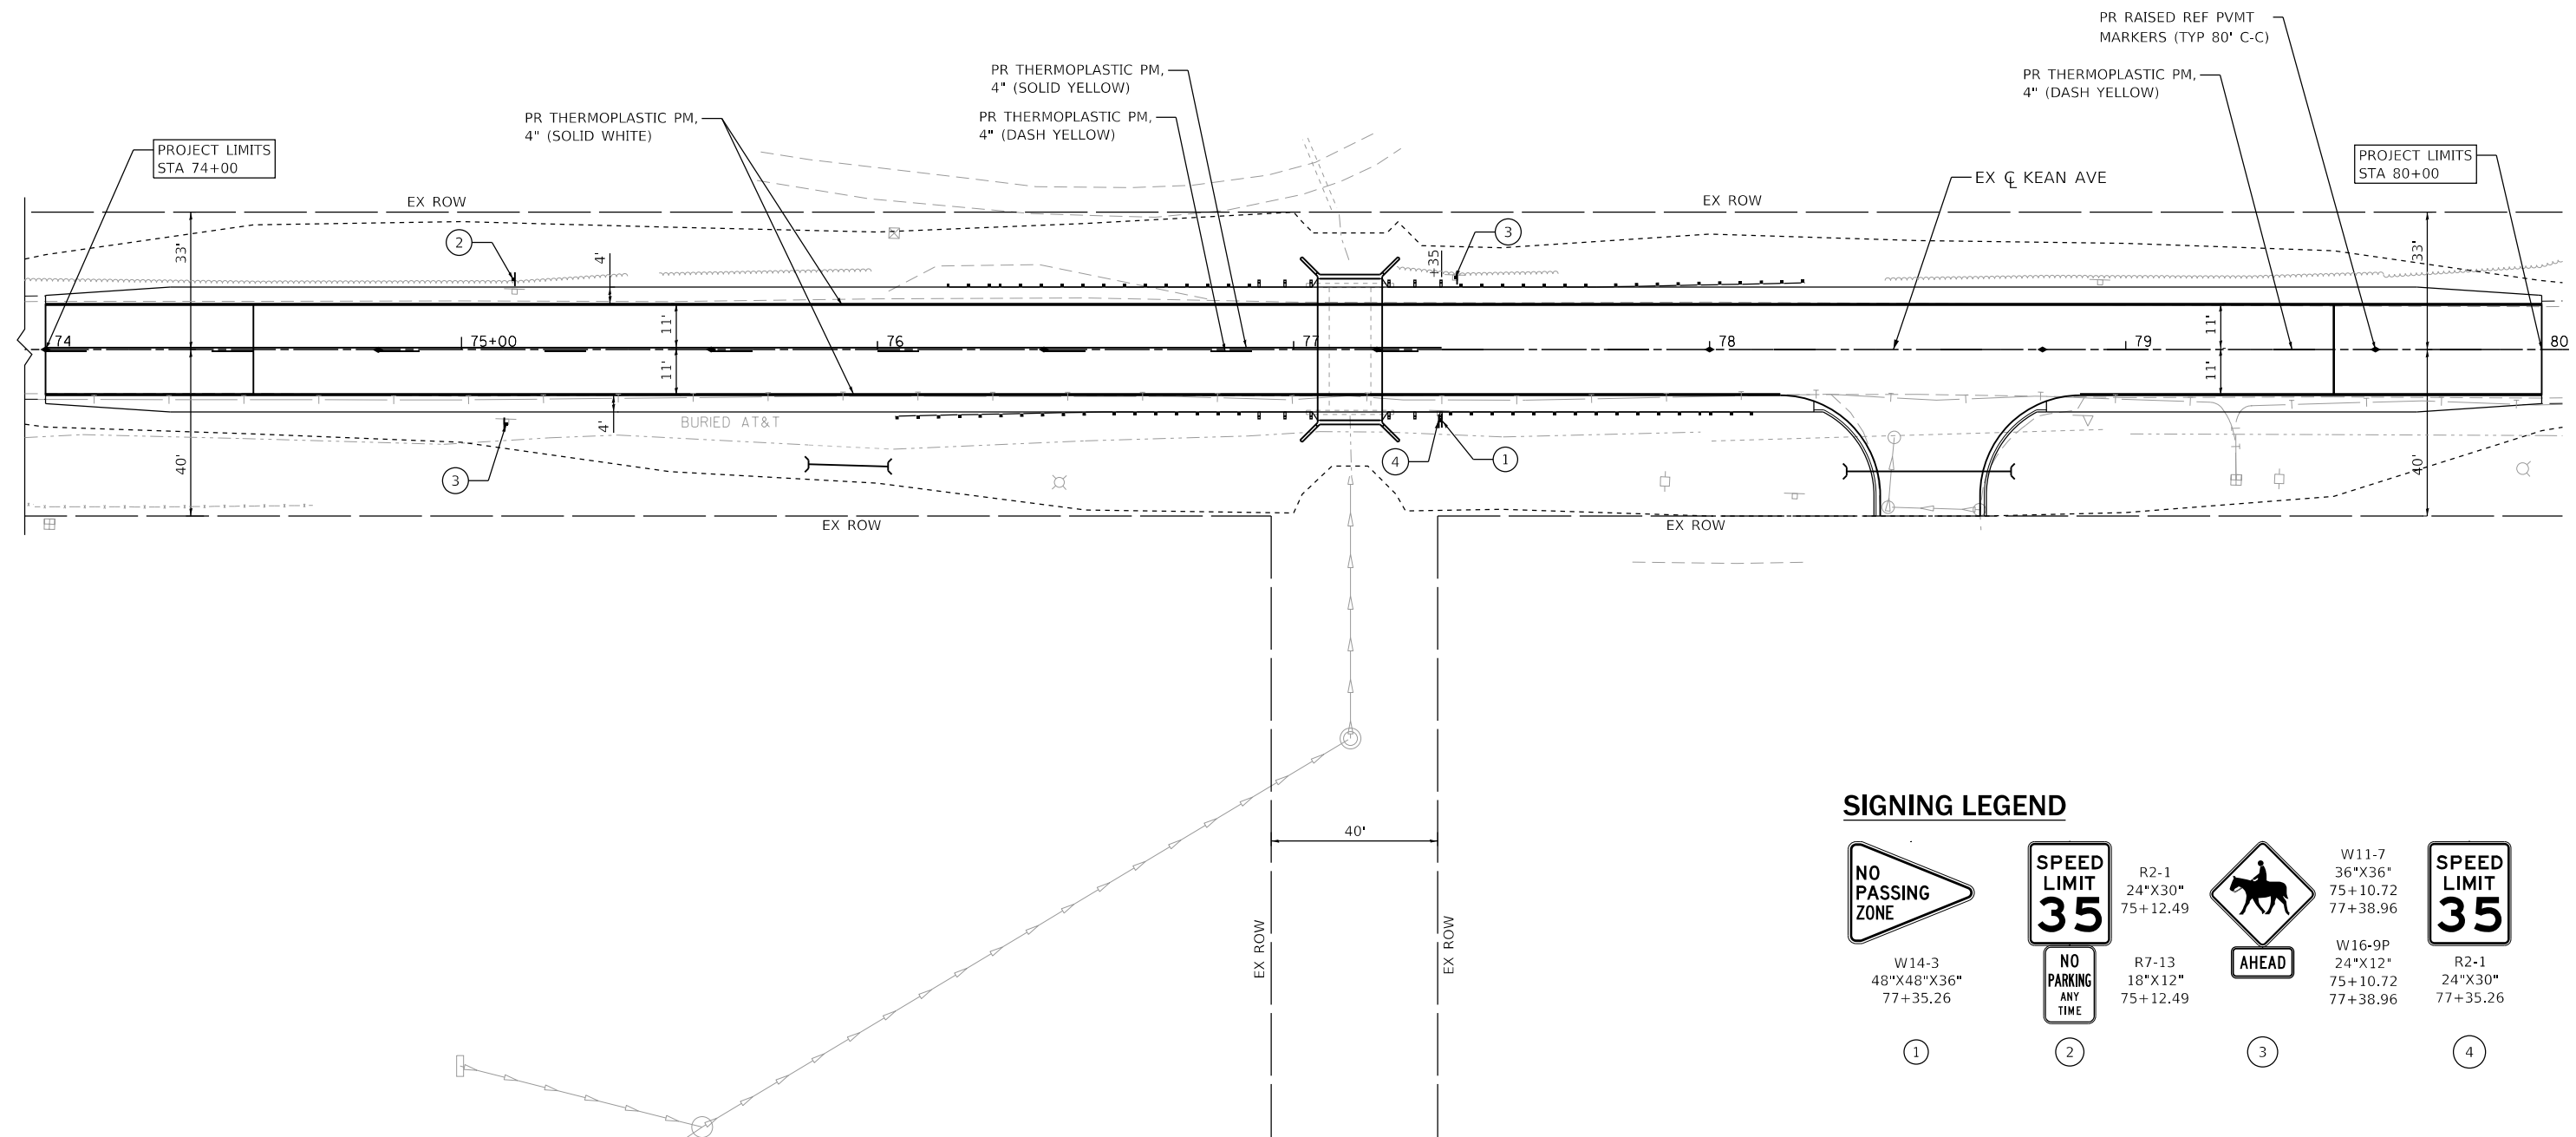 PR RAISED REF PVMT
MARKERS (TYP 80' C-C)
PR THERMOPLASTIC PM,
4" (SOLID YELLOW)
PR THERMOPLASTIC PM,
4" (DASH YELLOW)
PR THERMOPLASTIC PM,
4" (SOLID WHITE)
PR THERMOPLASTIC PM,
4" (DASH YELLOW)
PROJECT LIMITS
STA 74+00
PROJECT LIMITS
STA 80+00
EX ℄ KEAN AVE
EX ROW
EX ROW
2
3
33'
4'
+35
33'
11'
11'
74
75+00
76
77
78
79
80
11'
11'
BURIED AT&T
4'
40'
3
4
1
40'
EX ROW
EX ROW
40'
EX ROW
EX ROW
SIGNING LEGEND
NO
PASSING
ZONE
W14-3
48"X48"X36"
77+35.26
1
SPEED
LIMIT
35
NO
PARKING
ANY
TIME
R2-1
24"X30"
75+12.49
R7-13
18"X12"
75+12.49
2
AHEAD
W11-7
36"X36"
75+10.72
77+38.96
W16-9P
24"X12"
75+10.72
77+38.96
3
SPEED
LIMIT
35
R2-1
24"X30"
77+35.26
4